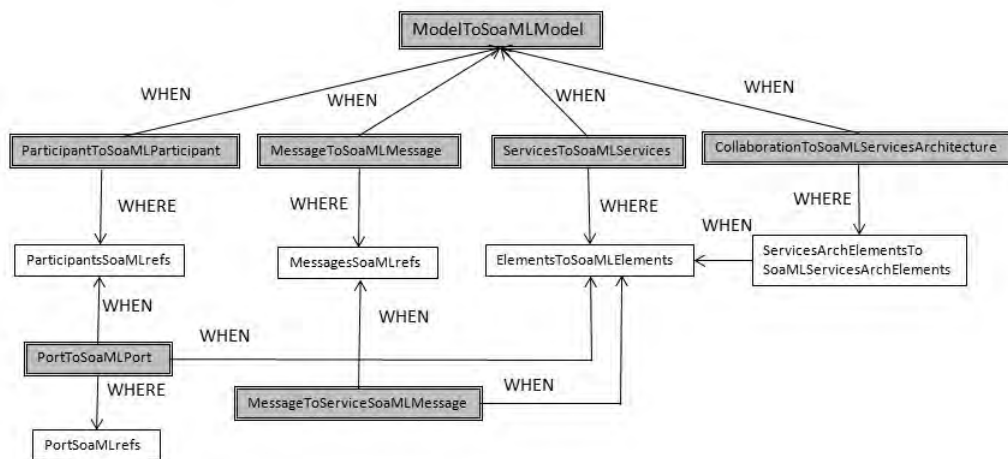 ModelToSoaMLModel
WHEN
WHEN
WHEN
WHEN
ParticipantToSoaMLParticipant
MessageToSoaMLMessage
ServicesToSoaMLServices
CollaborationToSoaMLServicesArchitecture
WHERE
WHERE
WHERE
WHERE
WHEN
ParticipantsSoaMLrefs
MessagesSoaMLrefs
ElementsToSoaMLElements
ServicesArchElementsTo
SoaMLServicesArchElements
WHEN
WHEN
WHEN
PortToSoaMLPort
WHERE
WHEN
MessageToServiceSoaMLMessage
PortSoaMLrefs